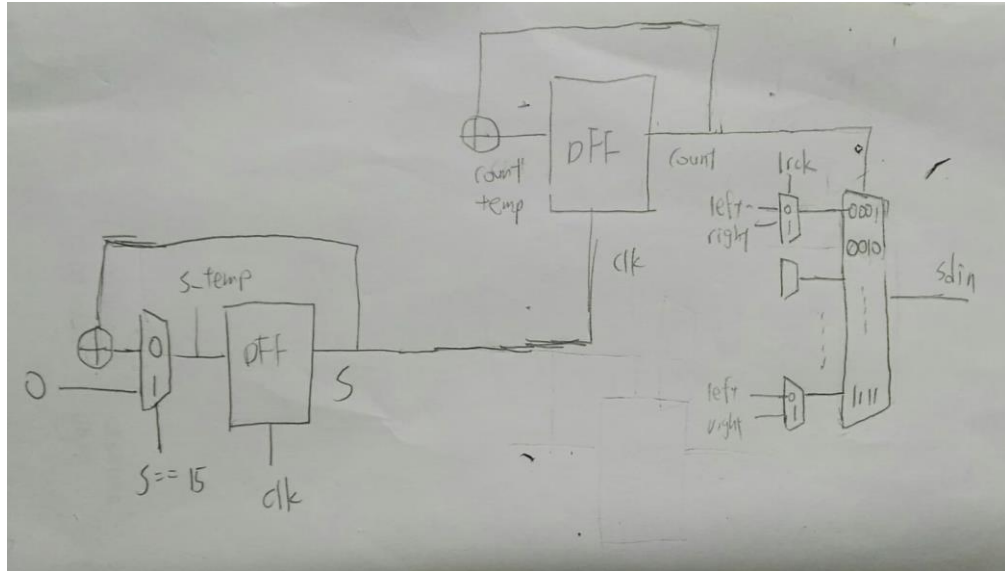 DFF
count
temp
count
clk
lrck
left
right
0
1
0001
0010
sdin
left
right
0
1
1111
s_temp
0
0
1
DFF
S
S==15
clk